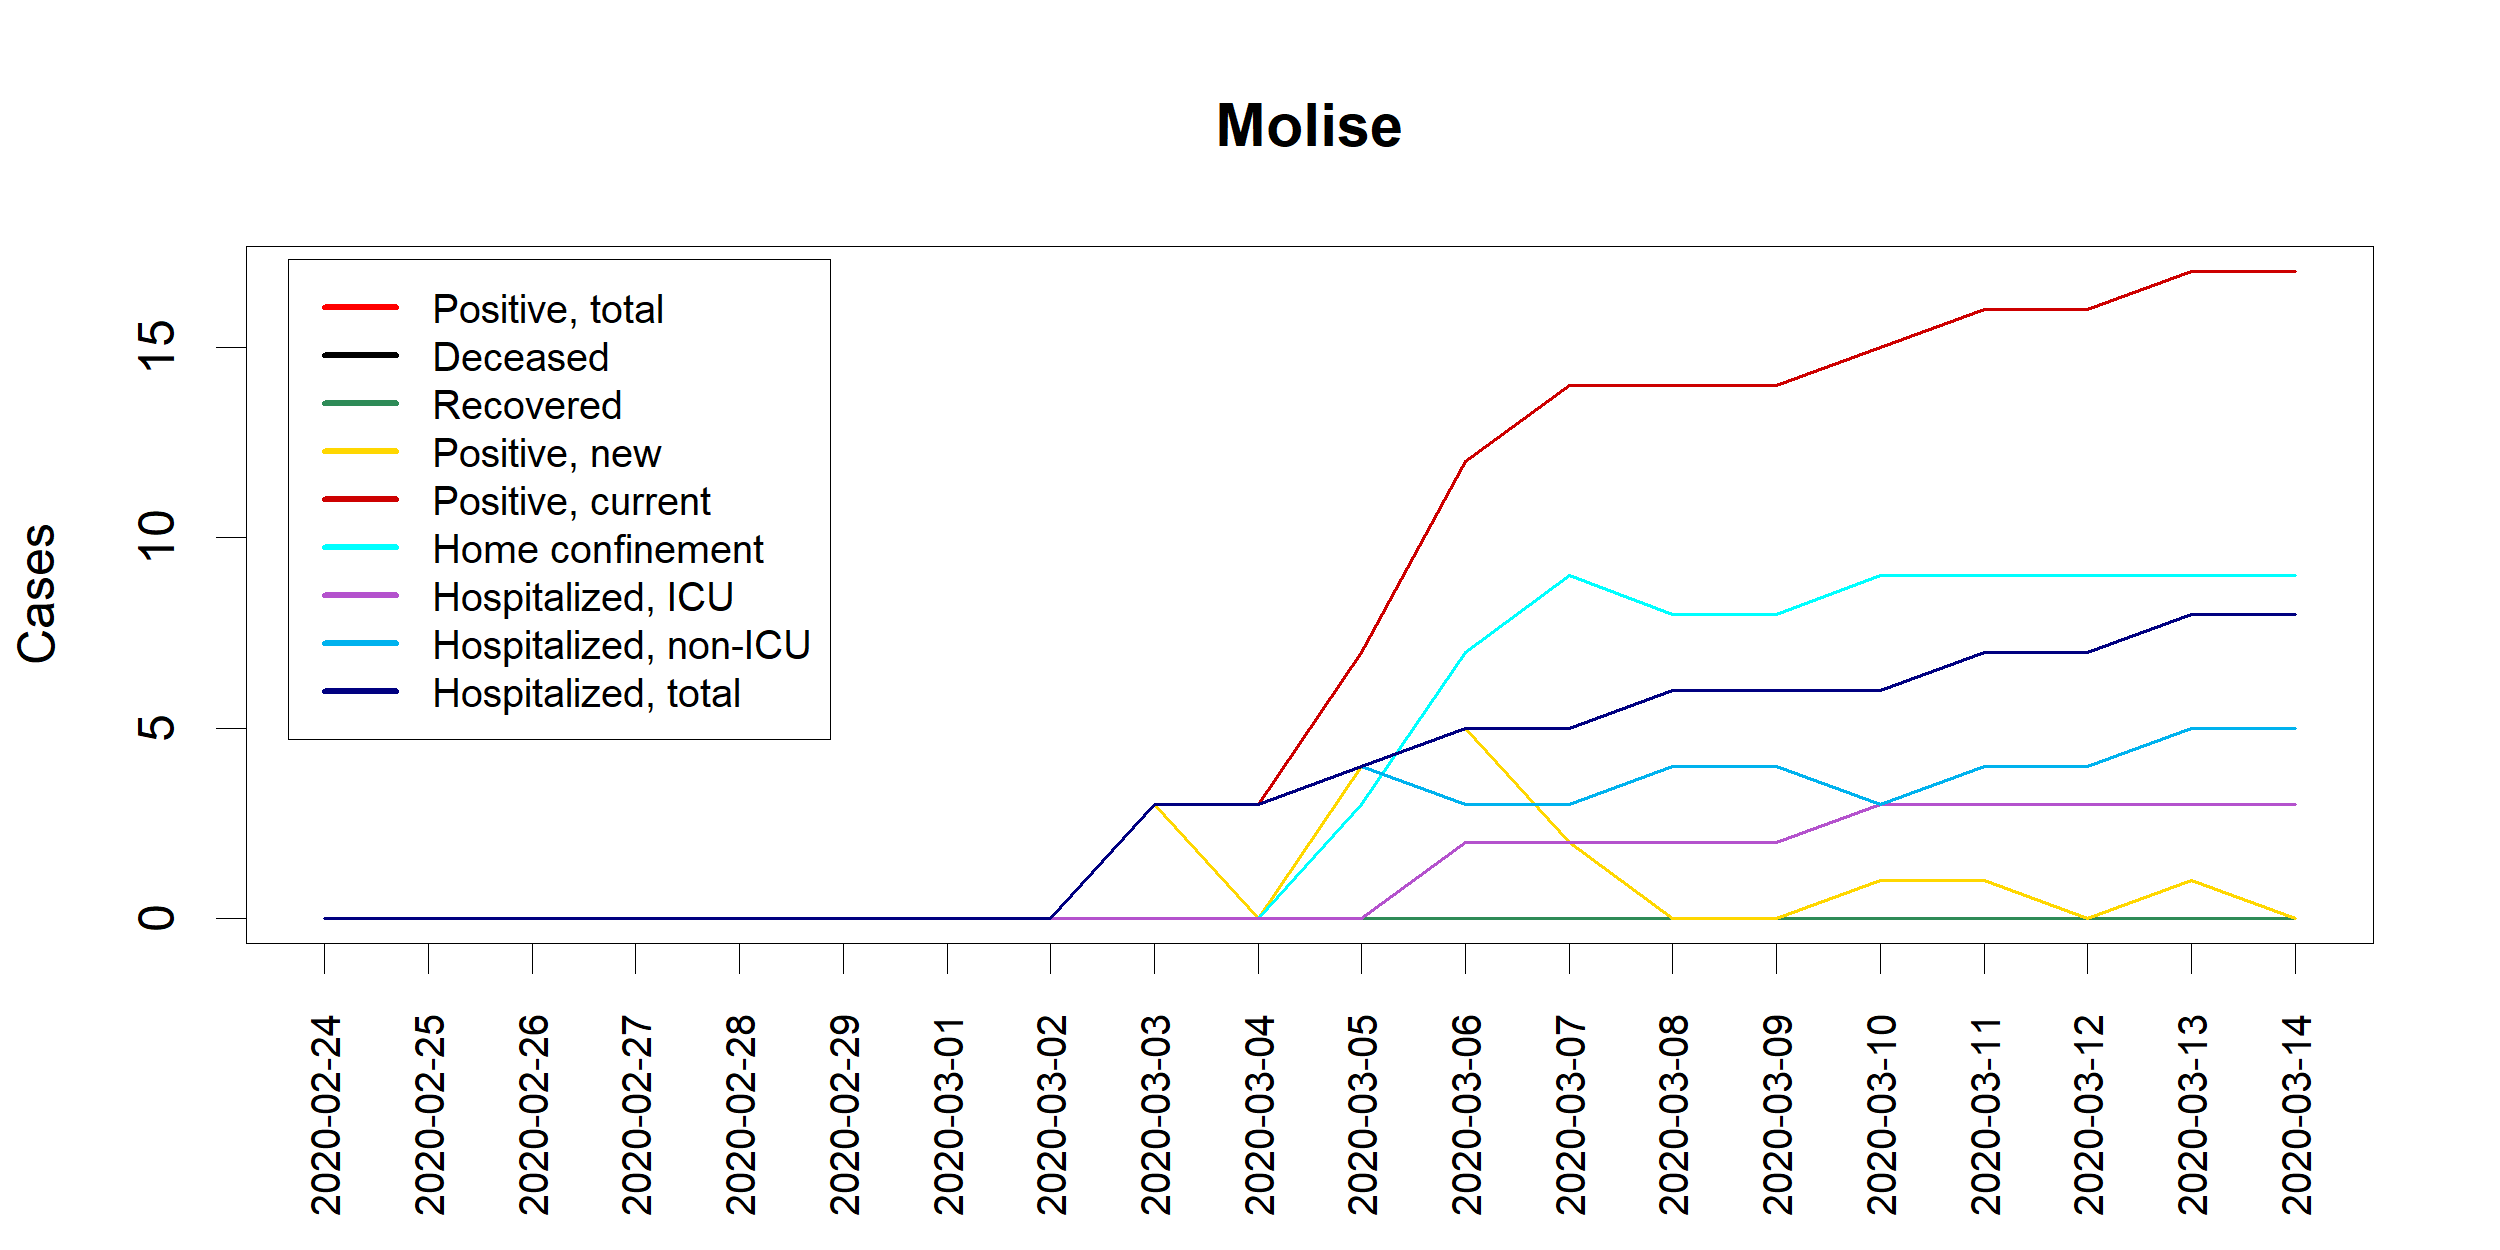 Molise
Cases
15
10
5
0
Positive, total
Deceased
Recovered
Positive, new
Positive, current
Home confinement
Hospitalized, ICU
Hospitalized, non-ICU
Hospitalized, total
2020-02-24
2020-02-25
2020-02-26
2020-02-27
2020-02-28
2020-02-29
2020-03-01
2020-03-02
2020-03-03
2020-03-04
2020-03-05
2020-03-06
2020-03-07
2020-03-08
2020-03-09
2020-03-10
2020-03-11
2020-03-12
2020-03-13
2020-03-14